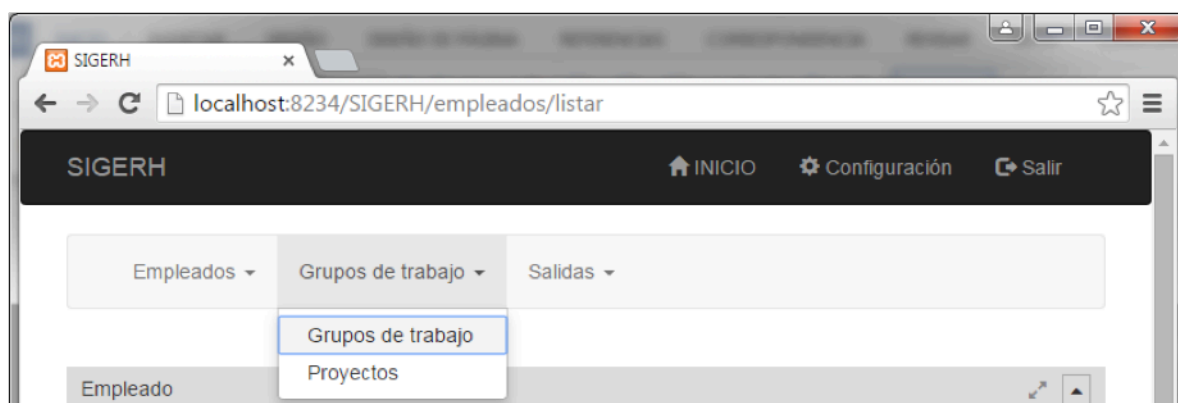 SIGERH
localhost:8234/SIGERH/empleados/listar
SIGERH INICIO Configuración Salir
Empleados Grupos de trabajo Salidas
Grupos de trabajo
Proyectos
Empleado